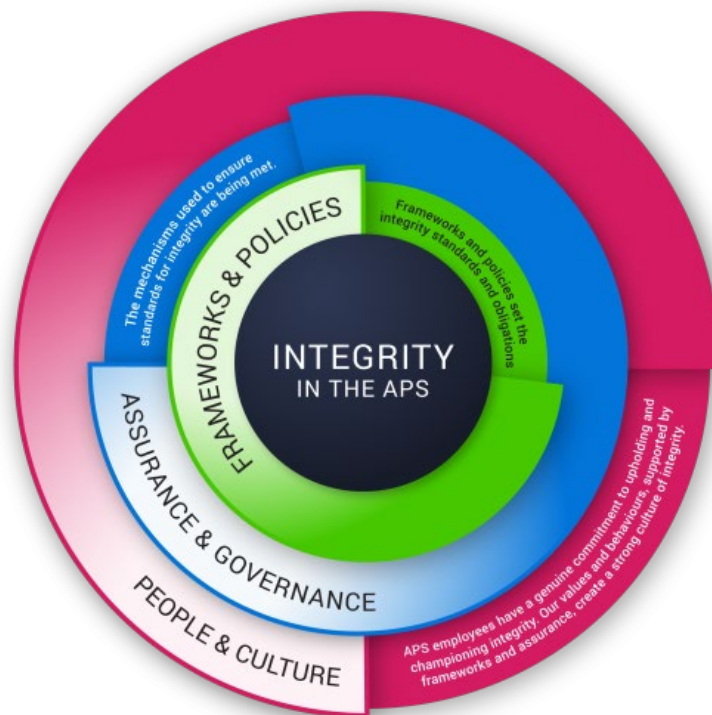 INTEGRITY
IN THE APS
FRAMEWORKS & POLICIES
Frameworks and policies set the
integrity standards and obligations
ASSURANCE & GOVERNANCE
The mechanisms used to ensure
standards for integrity are being met.
PEOPLE & CULTURE
APS employees have a genuine commitment to upholding and
championing integrity. Our values and behaviours, supported by
frameworks and assurance, create a strong culture of integrity.